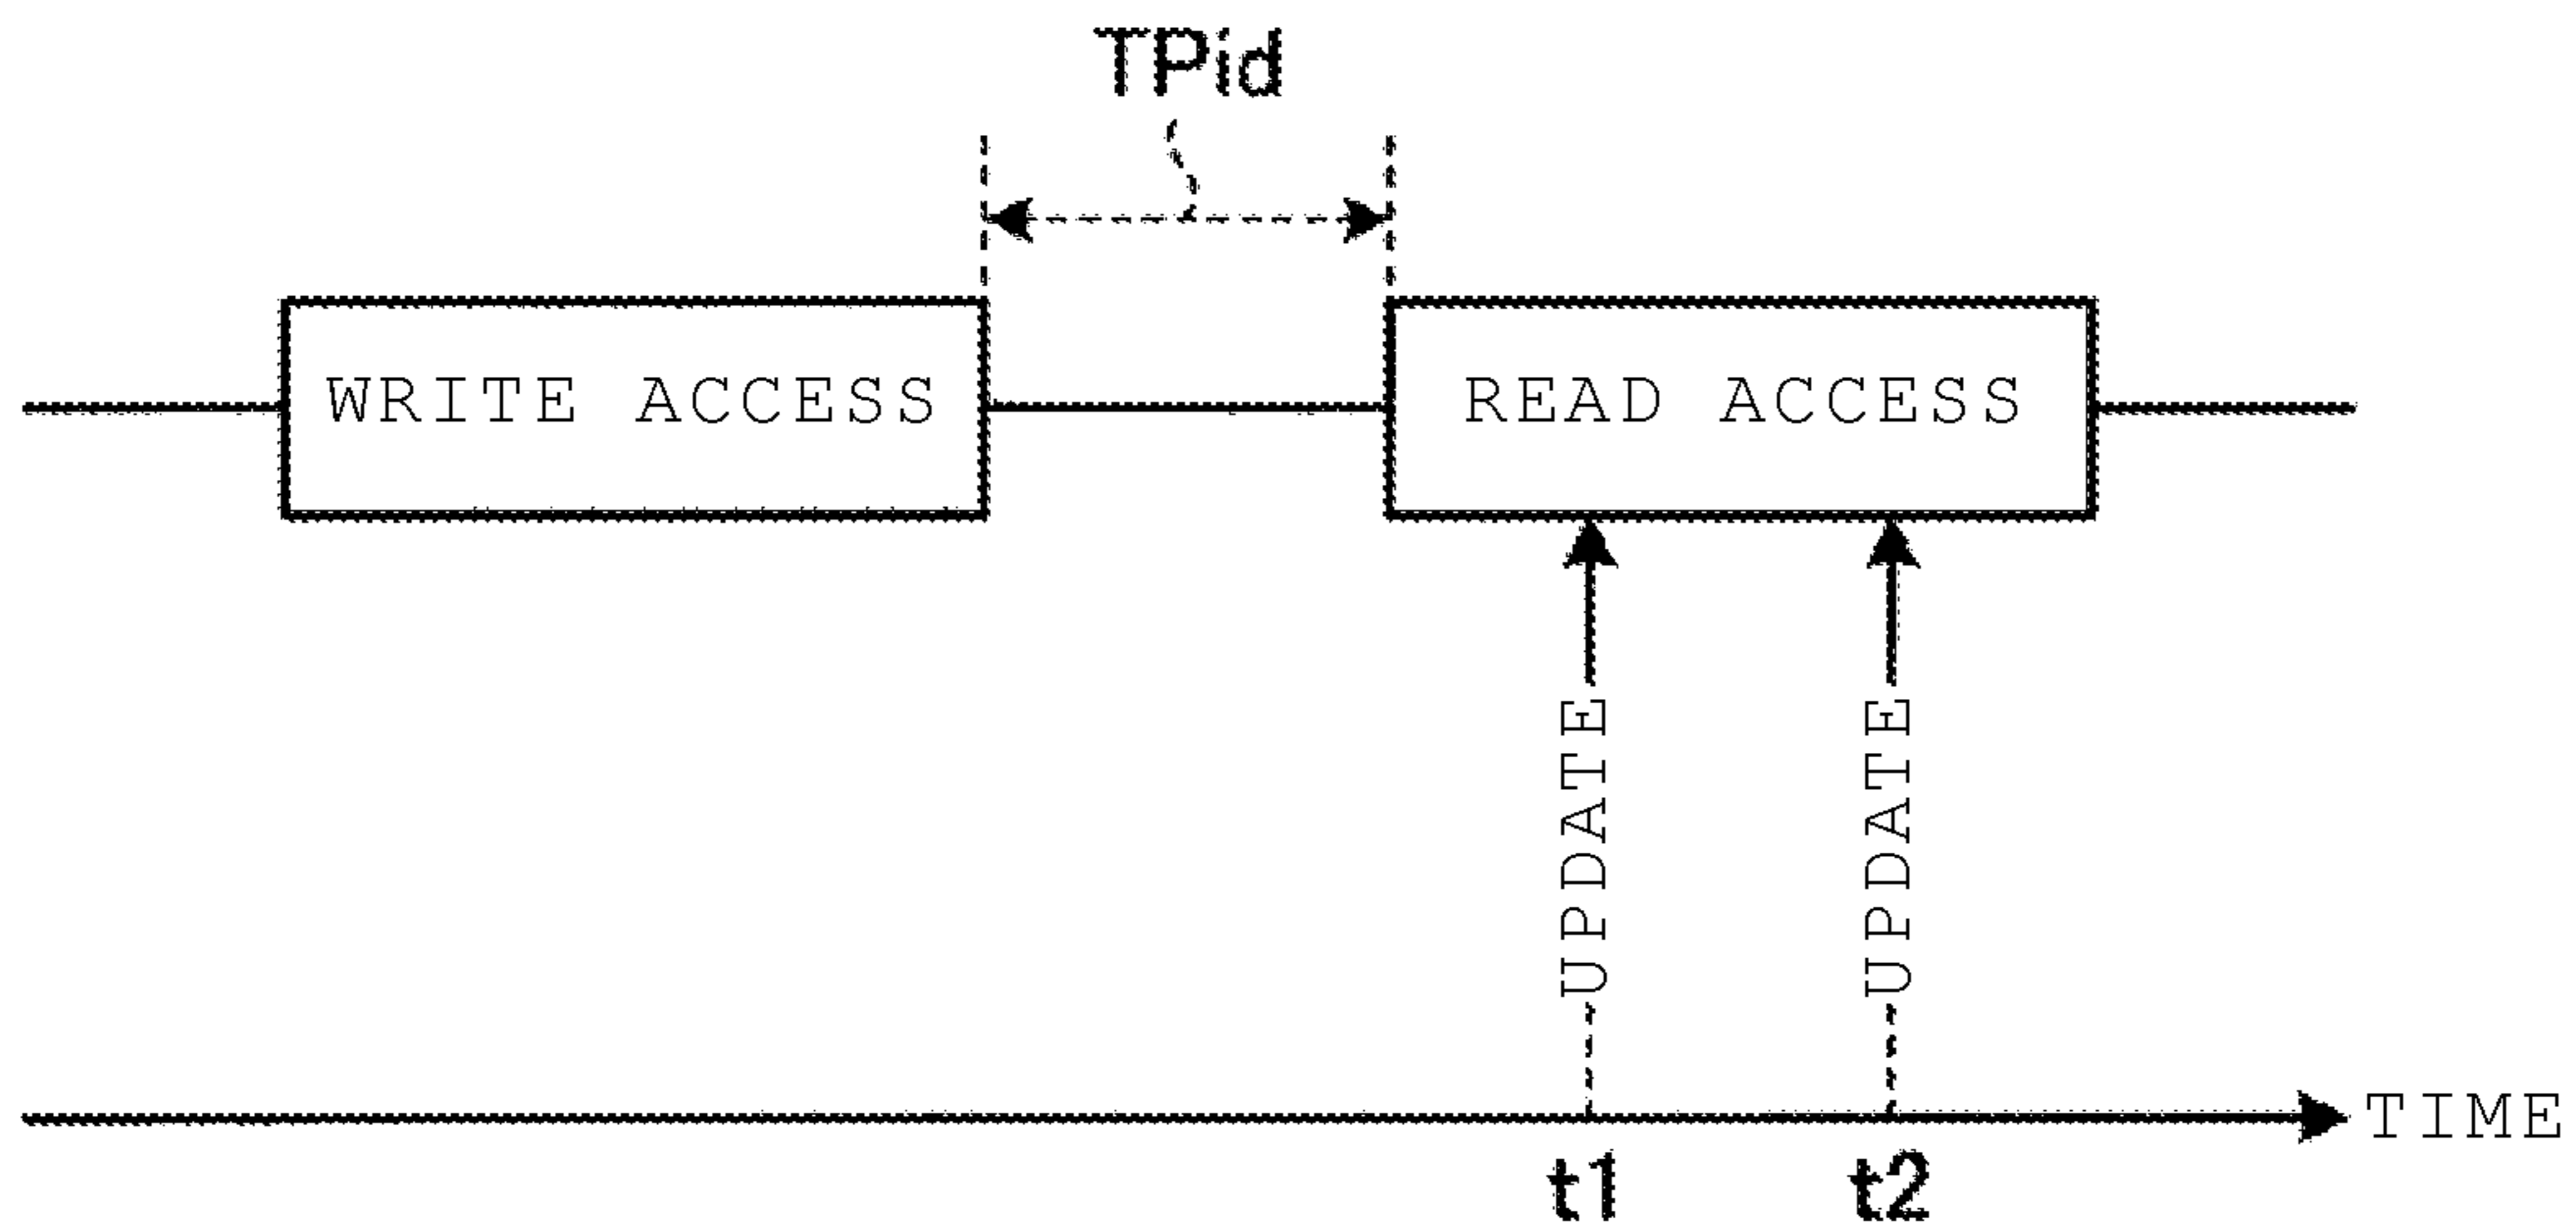 TPid
WRITE ACCESS
READ ACCESS
UPDATE
UPDATE
TIME
t1
t2